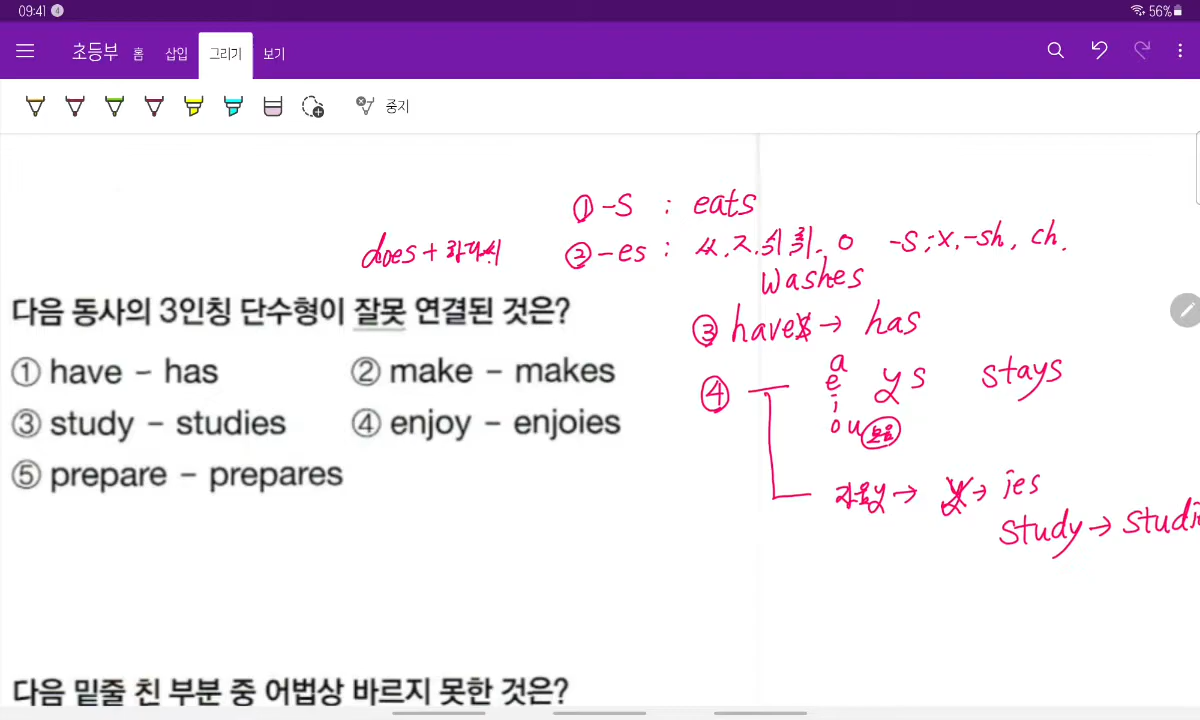 09:41 4 56%
초등부 홈 삽입 그리기 보기
중지
① -s : eats
does + 하다시 ② -es : ㅆ.ㅈ.쉬취. o -s, x, -sh, ch.
washes
다음 동사의 3인칭 단수형이 잘못 연결된 것은?
③ have → has
① have – has ② make – makes
④ a e i o u 모음 ys stays
③ study – studies ④ enjoy – enjoies
⑤ prepare – prepares
자음y → y → ies
study → studi
다음 밑줄 친 부분 중 어법상 바르지 못한 것은?